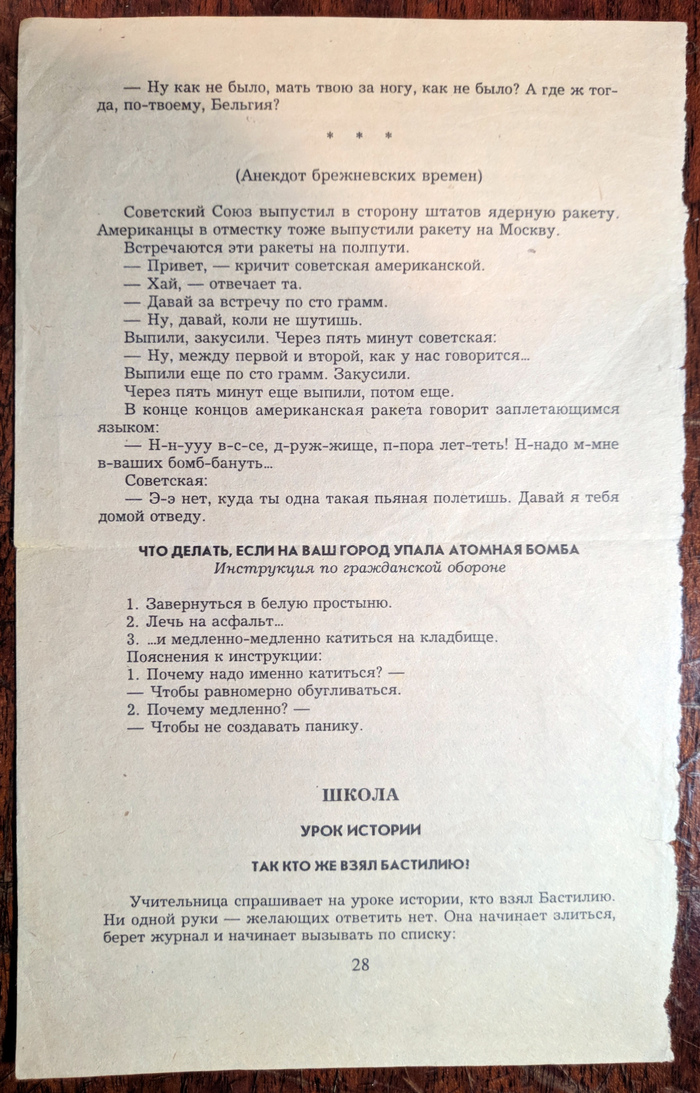 — Ну как не было, мать твою за ногу, как не было? А где ж тог-
да, по-твоему, Бельгия?
* * *
(Анекдот брежневских времен)
Советский Союз выпустил в сторону штатов ядерную ракету.
Американцы в отместку тоже выпустили ракету на Москву.
Встречаются эти ракеты на полпути.
— Привет, — кричит советская американской.
— Хай, — отвечает та.
— Давай за встречу по сто грамм.
— Ну, давай, коли не шутишь.
Выпили, закусили. Через пять минут советская:
— Ну, между первой и второй, как у нас говорится...
Выпили еще по сто грамм. Закусили.
Через пять минут еще выпили, потом еще.
В конце концов американская ракета говорит заплетающимся
языком:
— Н-н-ууу в-с-се, д-руж-жище, п-пора лет-теть! Н-надо м-мне
в-ваших бомб-бануть...
Советская:
— Э-э нет, куда ты одна такая пьяная полетишь. Давай я тебя
домой отведу.
ЧТО ДЕЛАТЬ, ЕСЛИ НА ВАШ ГОРОД УПАЛА АТОМНАЯ БОМБА
Инструкция по гражданской обороне
1. Завернуться в белую простыню.
2. Лечь на асфальт...
3. ...и медленно-медленно катиться на кладбище.
Пояснения к инструкции:
1. Почему надо именно катиться? —
— Чтобы равномерно обугливаться.
2. Почему медленно? —
— Чтобы не создавать панику.
ШКОЛА
УРОК ИСТОРИИ
ТАК КТО ЖЕ ВЗЯЛ БАСТИЛИЮ!
Учительница спрашивает на уроке истории, кто взял Бастилию.
Ни одной руки — желающих ответить нет. Она начинает злиться,
берет журнал и начинает вызывать по списку:
28